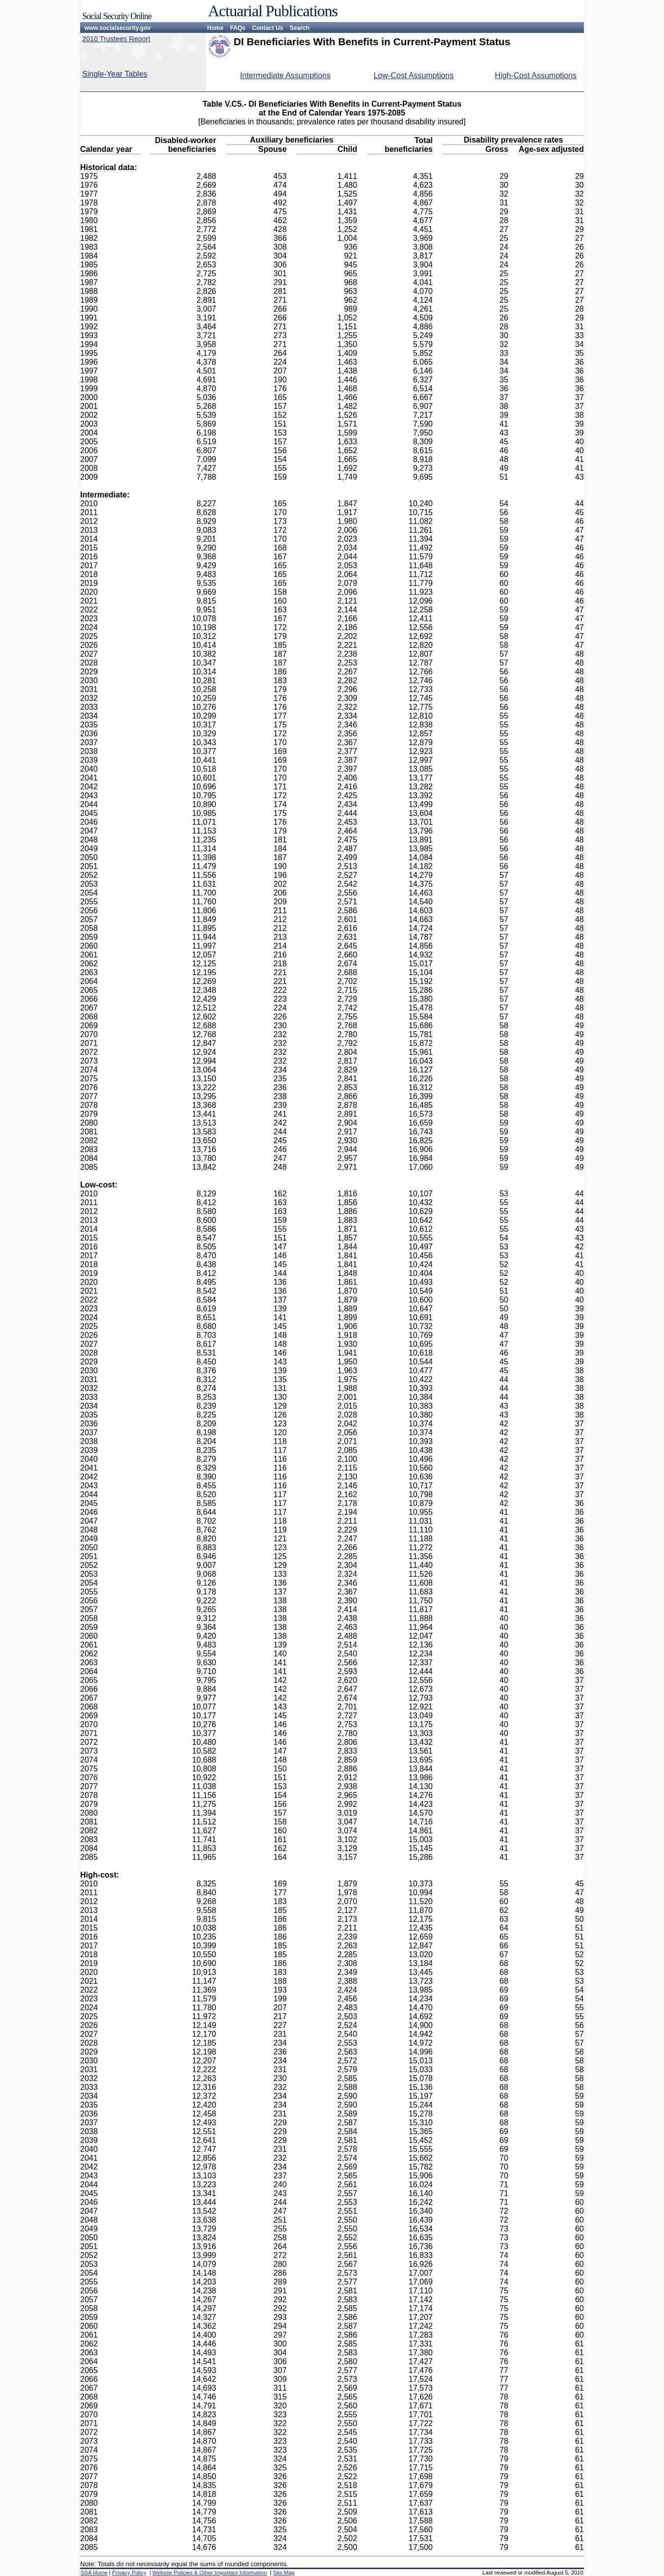 Social Security Online
Actuarial Publications
www.socialsecurity.gov Home FAQs Contact Us Search
2010 Trustees Report
DI Beneficiaries With Benefits in Current-Payment Status
Single-Year Tables
Intermediate Assumptions Low-Cost Assumptions High-Cost Assumptions
Table V.C5.- DI Beneficiaries With Benefits in Current-Payment Status
at the End of Calendar Years 1975-2085
[Beneficiaries in thousands; prevalence rates per thousand disability insured]
Disabled-worker Auxiliary beneficiaries Total Disability prevalence rates
Calendar year beneficiaries Spouse Child beneficiaries Gross Age-sex adjusted
Historical data:
1975 2,488 453 1,411 4,351 29 29
1976 2,669 474 1,480 4,623 30 30
1977 2,836 494 1,525 4,856 32 32
1978 2,878 492 1,497 4,867 31 32
1979 2,869 475 1,431 4,775 29 31
1980 2,856 462 1,359 4,677 28 31
1981 2,772 428 1,252 4,451 27 29
1982 2,599 366 1,004 3,969 25 27
1983 2,564 308 936 3,808 24 26
1984 2,592 304 921 3,817 24 26
1985 2,653 306 945 3,904 24 26
1986 2,725 301 965 3,991 25 27
1987 2,782 291 968 4,041 25 27
1988 2,826 281 963 4,070 25 27
1989 2,891 271 962 4,124 25 27
1990 3,007 266 989 4,261 25 28
1991 3,191 266 1,052 4,509 26 29
1992 3,464 271 1,151 4,886 28 31
1993 3,721 273 1,255 5,249 30 33
1994 3,958 271 1,350 5,579 32 34
1995 4,179 264 1,409 5,852 33 35
1996 4,378 224 1,463 6,065 34 36
1997 4,501 207 1,438 6,146 34 36
1998 4,691 190 1,446 6,327 35 36
1999 4,870 176 1,468 6,514 36 36
2000 5,036 165 1,466 6,667 37 37
2001 5,268 157 1,482 6,907 38 37
2002 5,539 152 1,526 7,217 39 38
2003 5,869 151 1,571 7,590 41 39
2004 6,198 153 1,599 7,950 43 39
2005 6,519 157 1,633 8,309 45 40
2006 6,807 156 1,652 8,615 46 40
2007 7,099 154 1,665 8,918 48 41
2008 7,427 155 1,692 9,273 49 41
2009 7,788 159 1,749 9,695 51 43
Intermediate:
2010 8,227 165 1,847 10,240 54 44
2011 8,628 170 1,917 10,715 56 45
2012 8,929 173 1,980 11,082 58 46
2013 9,083 172 2,006 11,261 59 47
2014 9,201 170 2,023 11,394 59 47
2015 9,290 168 2,034 11,492 59 46
2016 9,368 167 2,044 11,579 59 46
2017 9,429 165 2,053 11,648 59 46
2018 9,483 165 2,064 11,712 60 46
2019 9,535 165 2,079 11,779 60 46
2020 9,669 158 2,096 11,923 60 46
2021 9,815 160 2,121 12,096 60 46
2022 9,951 163 2,144 12,258 59 47
2023 10,078 167 2,166 12,411 59 47
2024 10,198 172 2,186 12,556 59 47
2025 10,312 179 2,202 12,692 58 47
2026 10,414 185 2,221 12,820 58 47
2027 10,382 187 2,238 12,807 57 48
2028 10,347 187 2,253 12,787 57 48
2029 10,314 186 2,267 12,766 56 48
2030 10,281 183 2,282 12,746 56 48
2031 10,258 179 2,296 12,733 56 48
2032 10,259 176 2,309 12,745 56 48
2033 10,276 176 2,322 12,775 56 48
2034 10,299 177 2,334 12,810 55 48
2035 10,317 175 2,346 12,838 55 48
2036 10,329 172 2,356 12,857 55 48
2037 10,343 170 2,367 12,879 55 48
2038 10,377 169 2,377 12,923 55 48
2039 10,441 169 2,387 12,997 55 48
2040 10,518 170 2,397 13,085 55 48
2041 10,601 170 2,406 13,177 55 48
2042 10,696 171 2,416 13,282 55 48
2043 10,795 172 2,425 13,392 56 48
2044 10,890 174 2,434 13,499 56 48
2045 10,985 175 2,444 13,604 56 48
2046 11,071 176 2,453 13,701 56 48
2047 11,153 179 2,464 13,796 56 48
2048 11,235 181 2,475 13,891 56 48
2049 11,314 184 2,487 13,985 56 48
2050 11,398 187 2,499 14,084 56 48
2051 11,479 190 2,513 14,182 56 48
2052 11,556 196 2,527 14,279 57 48
2053 11,631 202 2,542 14,375 57 48
2054 11,700 206 2,556 14,463 57 48
2055 11,760 209 2,571 14,540 57 48
2056 11,806 211 2,586 14,603 57 48
2057 11,849 212 2,601 14,663 57 48
2058 11,895 212 2,616 14,724 57 48
2059 11,944 213 2,631 14,787 57 48
2060 11,997 214 2,645 14,856 57 48
2061 12,057 216 2,660 14,932 57 48
2062 12,125 218 2,674 15,017 57 48
2063 12,195 221 2,688 15,104 57 48
2064 12,269 221 2,702 15,192 57 48
2065 12,348 222 2,715 15,286 57 48
2066 12,429 223 2,729 15,380 57 48
2067 12,512 224 2,742 15,478 57 48
2068 12,602 226 2,755 15,584 57 48
2069 12,688 230 2,768 15,686 58 49
2070 12,768 232 2,780 15,781 58 49
2071 12,847 232 2,792 15,872 58 49
2072 12,924 232 2,804 15,961 58 49
2073 12,994 232 2,817 16,043 58 49
2074 13,064 234 2,829 16,127 58 49
2075 13,150 235 2,841 16,226 58 49
2076 13,222 236 2,853 16,312 58 49
2077 13,295 238 2,866 16,399 58 49
2078 13,368 239 2,878 16,485 58 49
2079 13,441 241 2,891 16,573 58 49
2080 13,513 242 2,904 16,659 59 49
2081 13,583 244 2,917 16,743 59 49
2082 13,650 245 2,930 16,825 59 49
2083 13,716 246 2,944 16,906 59 49
2084 13,780 247 2,957 16,984 59 49
2085 13,842 248 2,971 17,060 59 49
Low-cost:
2010 8,129 162 1,816 10,107 53 44
2011 8,412 163 1,856 10,432 55 44
2012 8,580 163 1,886 10,629 55 44
2013 8,600 159 1,883 10,642 55 44
2014 8,586 155 1,871 10,612 55 43
2015 8,547 151 1,857 10,555 54 43
2016 8,505 147 1,844 10,497 53 42
2017 8,470 146 1,841 10,456 53 41
2018 8,438 145 1,841 10,424 52 41
2019 8,412 144 1,848 10,404 52 40
2020 8,495 136 1,861 10,493 52 40
2021 8,542 136 1,870 10,549 51 40
2022 8,584 137 1,879 10,600 50 40
2023 8,619 139 1,889 10,647 50 39
2024 8,651 141 1,899 10,691 49 39
2025 8,680 145 1,906 10,732 48 39
2026 8,703 148 1,918 10,769 47 39
2027 8,617 148 1,930 10,695 47 39
2028 8,531 146 1,941 10,618 46 39
2029 8,450 143 1,950 10,544 45 39
2030 8,376 139 1,963 10,477 45 38
2031 8,312 135 1,975 10,422 44 38
2032 8,274 131 1,988 10,393 44 38
2033 8,253 130 2,001 10,384 44 38
2034 8,239 129 2,015 10,383 43 38
2035 8,225 126 2,028 10,380 43 38
2036 8,209 123 2,042 10,374 42 37
2037 8,198 120 2,056 10,374 42 37
2038 8,204 118 2,071 10,393 42 37
2039 8,235 117 2,085 10,438 42 37
2040 8,279 116 2,100 10,496 42 37
2041 8,329 116 2,115 10,560 42 37
2042 8,390 116 2,130 10,636 42 37
2043 8,455 116 2,146 10,717 42 37
2044 8,520 117 2,162 10,798 42 37
2045 8,585 117 2,178 10,879 42 36
2046 8,644 117 2,194 10,955 41 36
2047 8,702 118 2,211 11,031 41 36
2048 8,762 119 2,229 11,110 41 36
2049 8,820 121 2,247 11,188 41 36
2050 8,883 123 2,266 11,272 41 36
2051 8,946 125 2,285 11,356 41 36
2052 9,007 129 2,304 11,440 41 36
2053 9,068 133 2,324 11,526 41 36
2054 9,126 136 2,346 11,608 41 36
2055 9,178 137 2,367 11,683 41 36
2056 9,222 138 2,390 11,750 41 36
2057 9,265 138 2,414 11,817 41 36
2058 9,312 138 2,438 11,888 40 36
2059 9,364 138 2,463 11,964 40 36
2060 9,420 138 2,488 12,047 40 36
2061 9,483 139 2,514 12,136 40 36
2062 9,554 140 2,540 12,234 40 36
2063 9,630 141 2,566 12,337 40 36
2064 9,710 141 2,593 12,444 40 36
2065 9,795 142 2,620 12,556 40 37
2066 9,884 142 2,647 12,673 40 37
2067 9,977 142 2,674 12,793 40 37
2068 10,077 143 2,701 12,921 40 37
2069 10,177 145 2,727 13,049 40 37
2070 10,276 146 2,753 13,175 40 37
2071 10,377 146 2,780 13,303 40 37
2072 10,480 146 2,806 13,432 41 37
2073 10,582 147 2,833 13,561 41 37
2074 10,688 148 2,859 13,695 41 37
2075 10,808 150 2,886 13,844 41 37
2076 10,922 151 2,912 13,986 41 37
2077 11,038 153 2,938 14,130 41 37
2078 11,156 154 2,965 14,276 41 37
2079 11,275 156 2,992 14,423 41 37
2080 11,394 157 3,019 14,570 41 37
2081 11,512 158 3,047 14,716 41 37
2082 11,627 160 3,074 14,861 41 37
2083 11,741 161 3,102 15,003 41 37
2084 11,853 162 3,129 15,145 41 37
2085 11,965 164 3,157 15,286 41 37
High-cost:
2010 8,325 169 1,879 10,373 55 45
2011 8,840 177 1,978 10,994 58 47
2012 9,268 183 2,070 11,520 60 48
2013 9,558 185 2,127 11,870 62 49
2014 9,815 186 2,173 12,175 63 50
2015 10,038 186 2,211 12,435 64 51
2016 10,235 186 2,239 12,659 65 51
2017 10,399 185 2,263 12,847 66 51
2018 10,550 185 2,285 13,020 67 52
2019 10,690 186 2,308 13,184 68 52
2020 10,913 183 2,349 13,445 68 53
2021 11,147 188 2,388 13,723 68 53
2022 11,369 193 2,424 13,985 69 54
2023 11,579 199 2,456 14,234 69 54
2024 11,780 207 2,483 14,470 69 55
2025 11,972 217 2,503 14,692 69 55
2026 12,149 227 2,524 14,900 68 56
2027 12,170 231 2,540 14,942 68 57
2028 12,185 234 2,553 14,972 68 57
2029 12,198 236 2,563 14,996 68 58
2030 12,207 234 2,572 15,013 68 58
2031 12,222 231 2,579 15,033 68 58
2032 12,263 230 2,585 15,078 68 58
2033 12,316 232 2,588 15,136 68 58
2034 12,372 234 2,590 15,197 68 59
2035 12,420 234 2,590 15,244 68 59
2036 12,458 231 2,589 15,278 68 59
2037 12,493 229 2,587 15,310 68 59
2038 12,551 229 2,584 15,365 69 59
2039 12,641 229 2,581 15,452 69 59
2040 12,747 231 2,578 15,555 69 59
2041 12,856 232 2,574 15,662 70 59
2042 12,978 234 2,569 15,782 70 59
2043 13,103 237 2,565 15,906 70 59
2044 13,223 240 2,561 16,024 71 59
2045 13,341 243 2,557 16,140 71 59
2046 13,444 244 2,553 16,242 71 60
2047 13,542 247 2,551 16,340 72 60
2048 13,638 251 2,550 16,439 72 60
2049 13,729 255 2,550 16,534 73 60
2050 13,824 258 2,552 16,635 73 60
2051 13,916 264 2,556 16,736 73 60
2052 13,999 272 2,561 16,833 74 60
2053 14,079 280 2,567 16,926 74 60
2054 14,148 286 2,573 17,007 74 60
2055 14,203 289 2,577 17,069 74 60
2056 14,238 291 2,581 17,110 75 60
2057 14,267 292 2,583 17,142 75 60
2058 14,297 292 2,585 17,174 75 60
2059 14,327 293 2,586 17,207 75 60
2060 14,362 294 2,587 17,242 75 60
2061 14,400 297 2,586 17,283 76 60
2062 14,446 300 2,585 17,331 76 61
2063 14,493 304 2,583 17,380 76 61
2064 14,541 306 2,580 17,427 76 61
2065 14,593 307 2,577 17,476 77 61
2066 14,642 309 2,573 17,524 77 61
2067 14,693 311 2,569 17,573 77 61
2068 14,746 315 2,565 17,626 78 61
2069 14,791 320 2,560 17,671 78 61
2070 14,823 323 2,555 17,701 78 61
2071 14,849 322 2,550 17,722 78 61
2072 14,867 322 2,545 17,734 78 61
2073 14,870 323 2,540 17,733 78 61
2074 14,867 323 2,535 17,725 78 61
2075 14,875 324 2,531 17,730 79 61
2076 14,864 325 2,526 17,715 79 61
2077 14,850 326 2,522 17,698 79 61
2078 14,835 326 2,518 17,679 79 61
2079 14,818 326 2,515 17,659 79 61
2080 14,799 326 2,511 17,637 79 61
2081 14,779 326 2,509 17,613 79 61
2082 14,756 326 2,506 17,588 79 61
2083 14,731 325 2,504 17,560 79 61
2084 14,705 324 2,502 17,531 79 61
2085 14,676 324 2,500 17,500 79 61
Note: Totals do not necessarily equal the sums of rounded components.
SSA Home | Privacy Policy | Website Policies & Other Important Information | Site Map Last reviewed or modified August 5, 2010